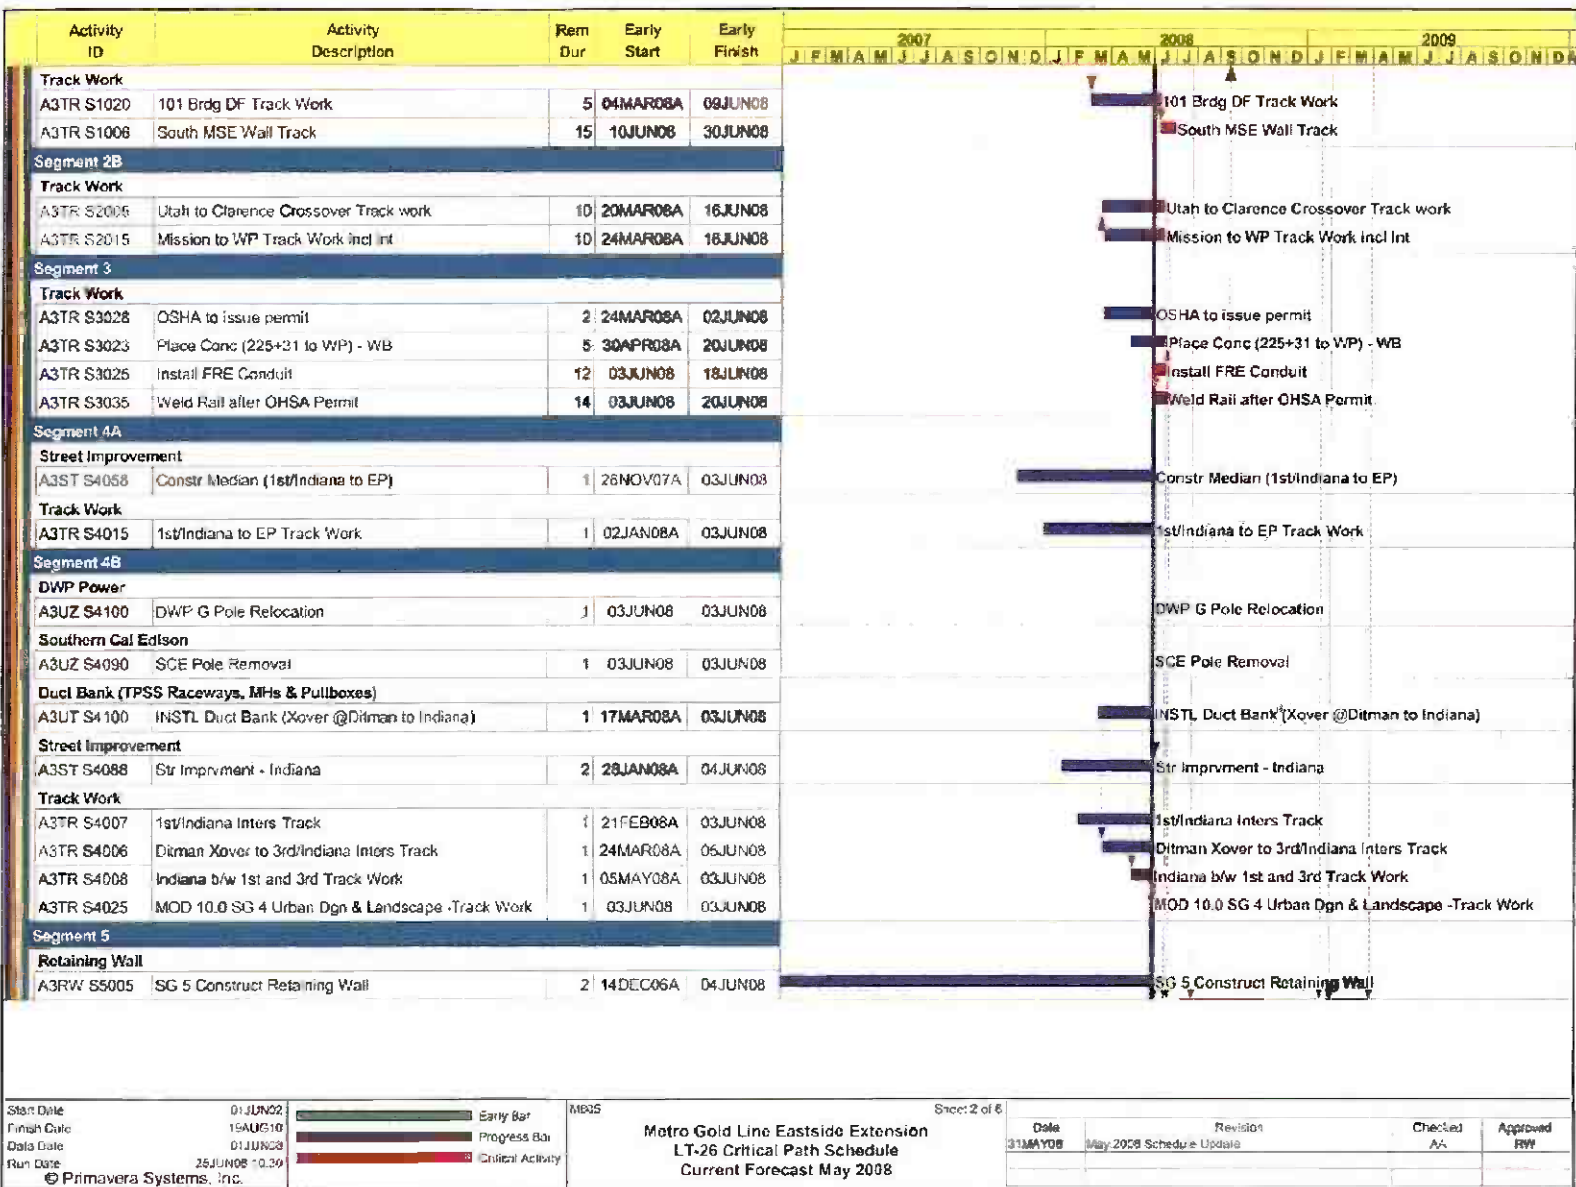 Activity ID Activity Description Rem Dur Early Start Early Finish 2007 2008 2009
J F M A M J J A S O N D J F M A M J J A S O N D J F M A M J J A S O N D
Track Work
A3TR S1020 101 Brdg DF Track Work 5 04MAR08A 09JUN08 101 Brdg DF Track Work
A3TR S1006 South MSE Wall Track 15 10JUN08 30JUN08 South MSE Wall Track
Segment 2B
Track Work
A3TR S2005 Utah to Clarence Crossover Track work 10 20MAR08A 16JUN08 Utah to Clarence Crossover Track work
A3TR S2015 Mission to WP Track Work incl Int 10 24MAR08A 16JUN08 Mission to WP Track Work incl Int
Segment 3
Track Work
A3TR S3028 OSHA to issue permit 2 24MAR08A 02JUN08 OSHA to issue permit
A3TR S3023 Place Conc (225+31 to WP) - WB 5 30APR08A 20JUN08 Place Conc (225+31 to WP) - WB
A3TR S3025 Install FRE Conduit 12 03JUN08 18JUN08 Install FRE Conduit
A3TR S3035 Weld Rail after OHSA Permit 14 03JUN08 20JUN08 Weld Rail after OHSA Permit
Segment 4A
Street Improvement
A3ST S4058 Constr Median (1st/Indiana to EP) 1 26NOV07A 03JUN08 Constr Median (1st/Indiana to EP)
Track Work
A3TR S4015 1st/Indiana to EP Track Work 1 02JAN08A 03JUN08 1st/Indiana to EP Track Work
Segment 4B
DWP Power
A3UZ S4100 DWP G Pole Relocation 1 03JUN08 03JUN08 DWP G Pole Relocation
Southern Cal Edison
A3UZ S4090 SCE Pole Removal 1 03JUN08 03JUN08 SCE Pole Removal
Duct Bank (TPSS Raceways, MHs & Pullboxes)
A3UT S4100 INSTL Duct Bank (Xover @Ditman to Indiana) 1 17MAR08A 03JUN08 INSTL Duct Bank (Xover @Ditman to Indiana)
Street Improvement
A3ST S4088 Str Imprvment - Indiana 2 28JAN08A 04JUN08 Str Imprvment - Indiana
Track Work
A3TR S4007 1st/Indiana Inters Track 1 21FEB08A 03JUN08 1st/Indiana Inters Track
A3TR S4006 Ditman Xover to 3rd/Indiana Inters Track 1 24MAR08A 05JUN08 Ditman Xover to 3rd/Indiana Inters Track
A3TR S4008 Indiana b/w 1st and 3rd Track Work 1 05MAY08A 03JUN08 Indiana b/w 1st and 3rd Track Work
A3TR S4025 MOD 10.0 SG 4 Urban Dgn & Landscape -Track Work 1 03JUN08 03JUN08 MOD 10.0 SG 4 Urban Dgn & Landscape -Track Work
Segment 5
Retaining Wall
A3RW S5005 SG 5 Construct Retaining Wall 2 14DEC06A 04JUN08 SG 5 Construct Retaining Wall
Start Date 01JUN02
Finish Date 19AUG10
Data Date 01JUN08
Run Date 25JUN08 10:30
© Primavera Systems, Inc.
Early Bar
Progress Bar
Critical Activity
Sheet 2 of 6
Metro Gold Line Eastside Extension
LT-26 Critical Path Schedule
Current Forecast May 2008
Date Revision Checked Approved
31MAY08 May 2008 Schedule Update AA RW